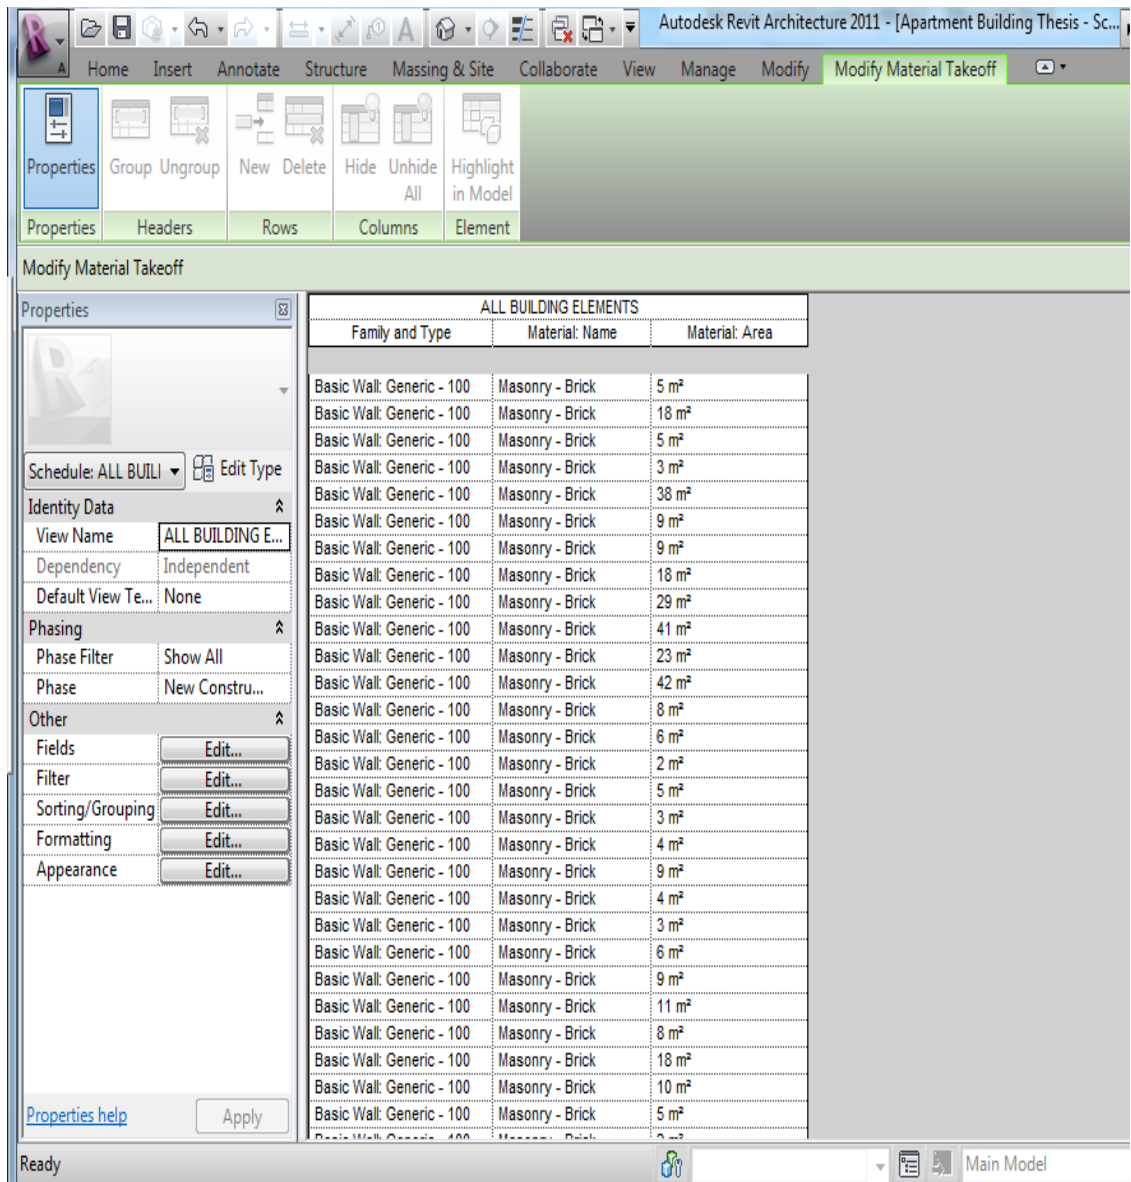 Autodesk Revit Architecture 2011 - [Apartment Building Thesis - Sc...
A Home Insert Annotate Structure Massing & Site Collaborate View Manage Modify Modify Material Takeoff
Properties Group Ungroup New Delete Hide Unhide All Highlight in Model
Properties Headers Rows Columns Element
Modify Material Takeoff
Properties
Schedule: ALL BUILI Edit Type
Identity Data
View Name ALL BUILDING E...
Dependency Independent
Default View Te... None
Phasing
Phase Filter Show All
Phase New Constru...
Other
Fields Edit...
Filter Edit...
Sorting/Grouping Edit...
Formatting Edit...
Appearance Edit...
Properties help Apply
ALL BUILDING ELEMENTS
Family and Type Material: Name Material: Area
Basic Wall: Generic - 100 Masonry - Brick 5 m²
Basic Wall: Generic - 100 Masonry - Brick 18 m²
Basic Wall: Generic - 100 Masonry - Brick 5 m²
Basic Wall: Generic - 100 Masonry - Brick 3 m²
Basic Wall: Generic - 100 Masonry - Brick 38 m²
Basic Wall: Generic - 100 Masonry - Brick 9 m²
Basic Wall: Generic - 100 Masonry - Brick 9 m²
Basic Wall: Generic - 100 Masonry - Brick 18 m²
Basic Wall: Generic - 100 Masonry - Brick 29 m²
Basic Wall: Generic - 100 Masonry - Brick 41 m²
Basic Wall: Generic - 100 Masonry - Brick 23 m²
Basic Wall: Generic - 100 Masonry - Brick 42 m²
Basic Wall: Generic - 100 Masonry - Brick 8 m²
Basic Wall: Generic - 100 Masonry - Brick 6 m²
Basic Wall: Generic - 100 Masonry - Brick 2 m²
Basic Wall: Generic - 100 Masonry - Brick 5 m²
Basic Wall: Generic - 100 Masonry - Brick 3 m²
Basic Wall: Generic - 100 Masonry - Brick 4 m²
Basic Wall: Generic - 100 Masonry - Brick 9 m²
Basic Wall: Generic - 100 Masonry - Brick 4 m²
Basic Wall: Generic - 100 Masonry - Brick 3 m²
Basic Wall: Generic - 100 Masonry - Brick 6 m²
Basic Wall: Generic - 100 Masonry - Brick 9 m²
Basic Wall: Generic - 100 Masonry - Brick 11 m²
Basic Wall: Generic - 100 Masonry - Brick 8 m²
Basic Wall: Generic - 100 Masonry - Brick 18 m²
Basic Wall: Generic - 100 Masonry - Brick 10 m²
Basic Wall: Generic - 100 Masonry - Brick 5 m²
Ready Main Model